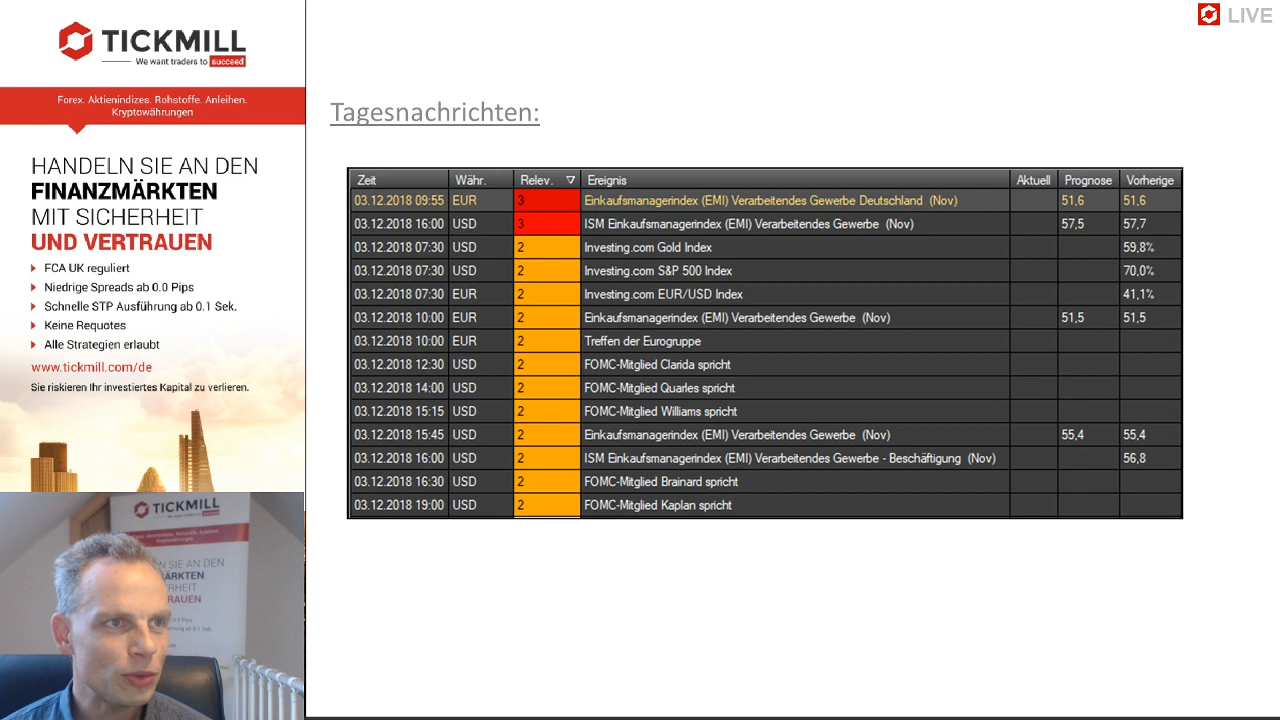 TICKMILL
We want traders to succeed
Forex. Aktienindizes. Rohstoffe. Anleihen.
Kryptowährungen
HANDELN SIE AN DEN
FINANZMÄRKTEN
MIT SICHERHEIT
UND VERTRAUEN
FCA UK reguliert
Niedrige Spreads ab 0.0 Pips
Schnelle STP Ausführung ab 0.1 Sek.
Keine Requotes
Alle Strategien erlaubt
www.tickmill.com/de
Sie riskieren Ihr investiertes Kapital zu verlieren.
LIVE
Tagesnachrichten:
Zeit Währ. Relev. Ereignis Aktuell Prognose Vorherige
03.12.2018 09:55 EUR 3 Einkaufsmanagerindex (EMI) Verarbeitendes Gewerbe Deutschland (Nov) 51,6 51,6
03.12.2018 16:00 USD 3 ISM Einkaufsmanagerindex (EMI) Verarbeitendes Gewerbe (Nov) 57,5 57,7
03.12.2018 07:30 USD 2 Investing.com Gold Index 59,8%
03.12.2018 07:30 USD 2 Investing.com S&P 500 Index 70,0%
03.12.2018 07:30 EUR 2 Investing.com EUR/USD Index 41,1%
03.12.2018 10:00 EUR 2 Einkaufsmanagerindex (EMI) Verarbeitendes Gewerbe (Nov) 51,5 51,5
03.12.2018 10:00 EUR 2 Treffen der Eurogruppe
03.12.2018 12:30 USD 2 FOMC-Mitglied Clarida spricht
03.12.2018 14:00 USD 2 FOMC-Mitglied Quarles spricht
03.12.2018 15:15 USD 2 FOMC-Mitglied Williams spricht
03.12.2018 15:45 USD 2 Einkaufsmanagerindex (EMI) Verarbeitendes Gewerbe (Nov) 55,4 55,4
03.12.2018 16:00 USD 2 ISM Einkaufsmanagerindex (EMI) Verarbeitendes Gewerbe - Beschäftigung (Nov) 56,8
03.12.2018 16:30 USD 2 FOMC-Mitglied Brainard spricht
03.12.2018 19:00 USD 2 FOMC-Mitglied Kaplan spricht
TICKMILL
N SIE AN DEN
MÄRKTEN
RHEIT
RAUEN